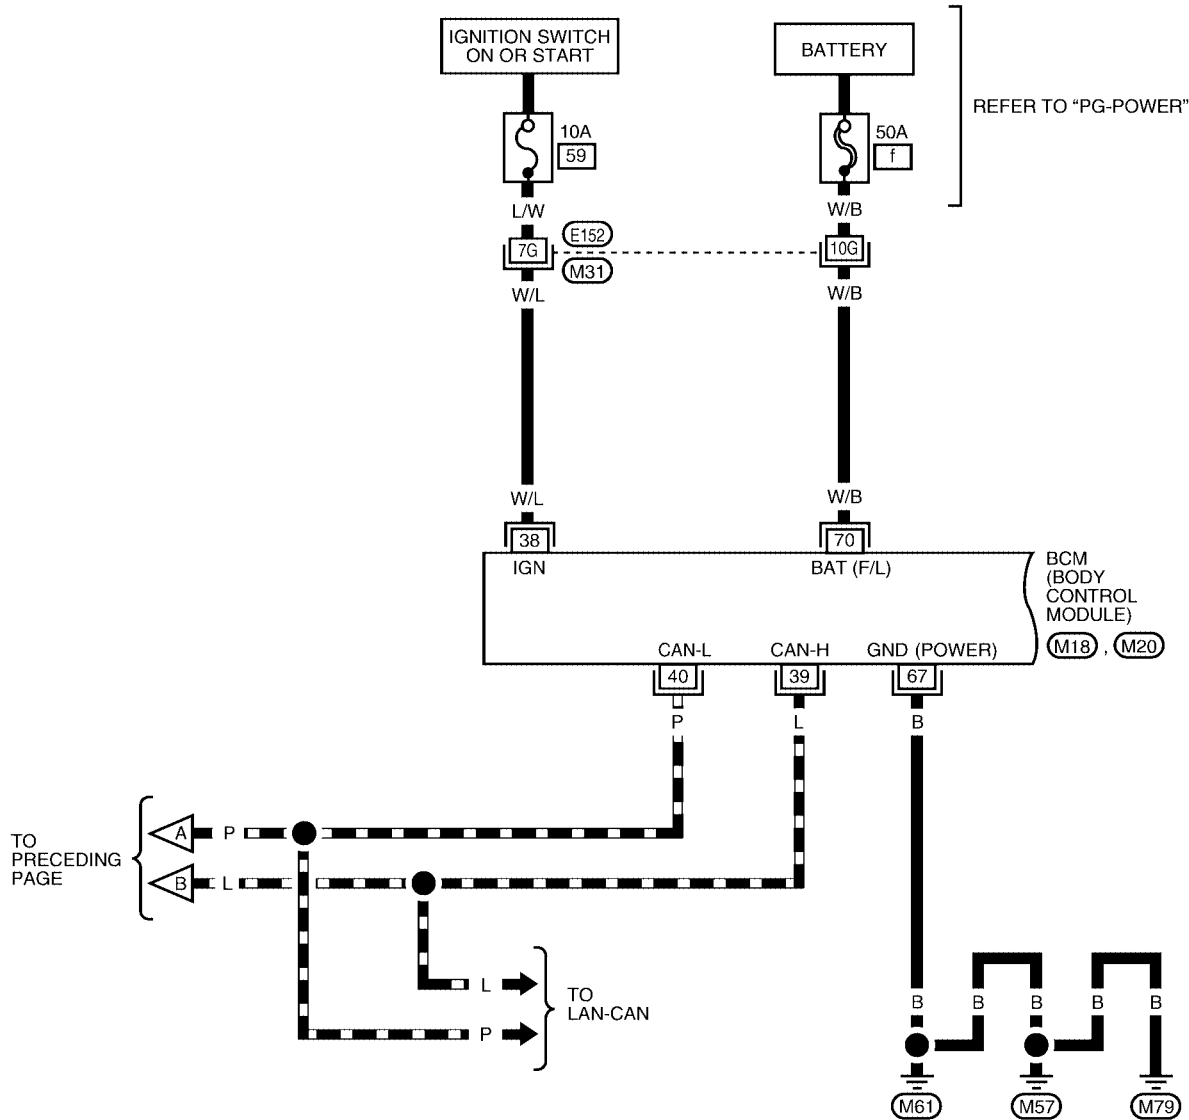 IGNITION SWITCH
ON OR START
BATTERY
REFER TO “PG-POWER”
10A
59
50A
f
L/W
W/B
7G
E152
M31
10G
W/L
W/B
W/L
W/B
38
70
IGN
BAT (F/L)
BCM
(BODY
CONTROL
MODULE)
M18 , M20
CAN-L
CAN-H
GND (POWER)
40
39
67
P
L
B
TO
PRECEDING
PAGE
A
P
B
L
L
P
TO
LAN-CAN
B
B
B
B
B
M61
M57
M79